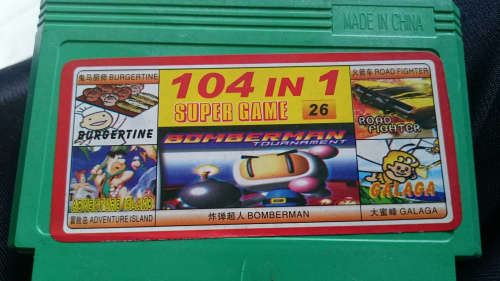 MADE IN CHINA
鬼马厨师 BURGERTINE
104 IN 1
火箭车 ROAD FIGHTER
SUPER GAME 26
BURGERTINE
BOMBERMAN
TOURNAMENT
ROAD
FIGHTER
ADVENTURE ISLAND
GALAGA
冒险岛 ADVENTURE ISLAND
炸弹超人 BOMBERMAN
大蜜蜂 GALAGA